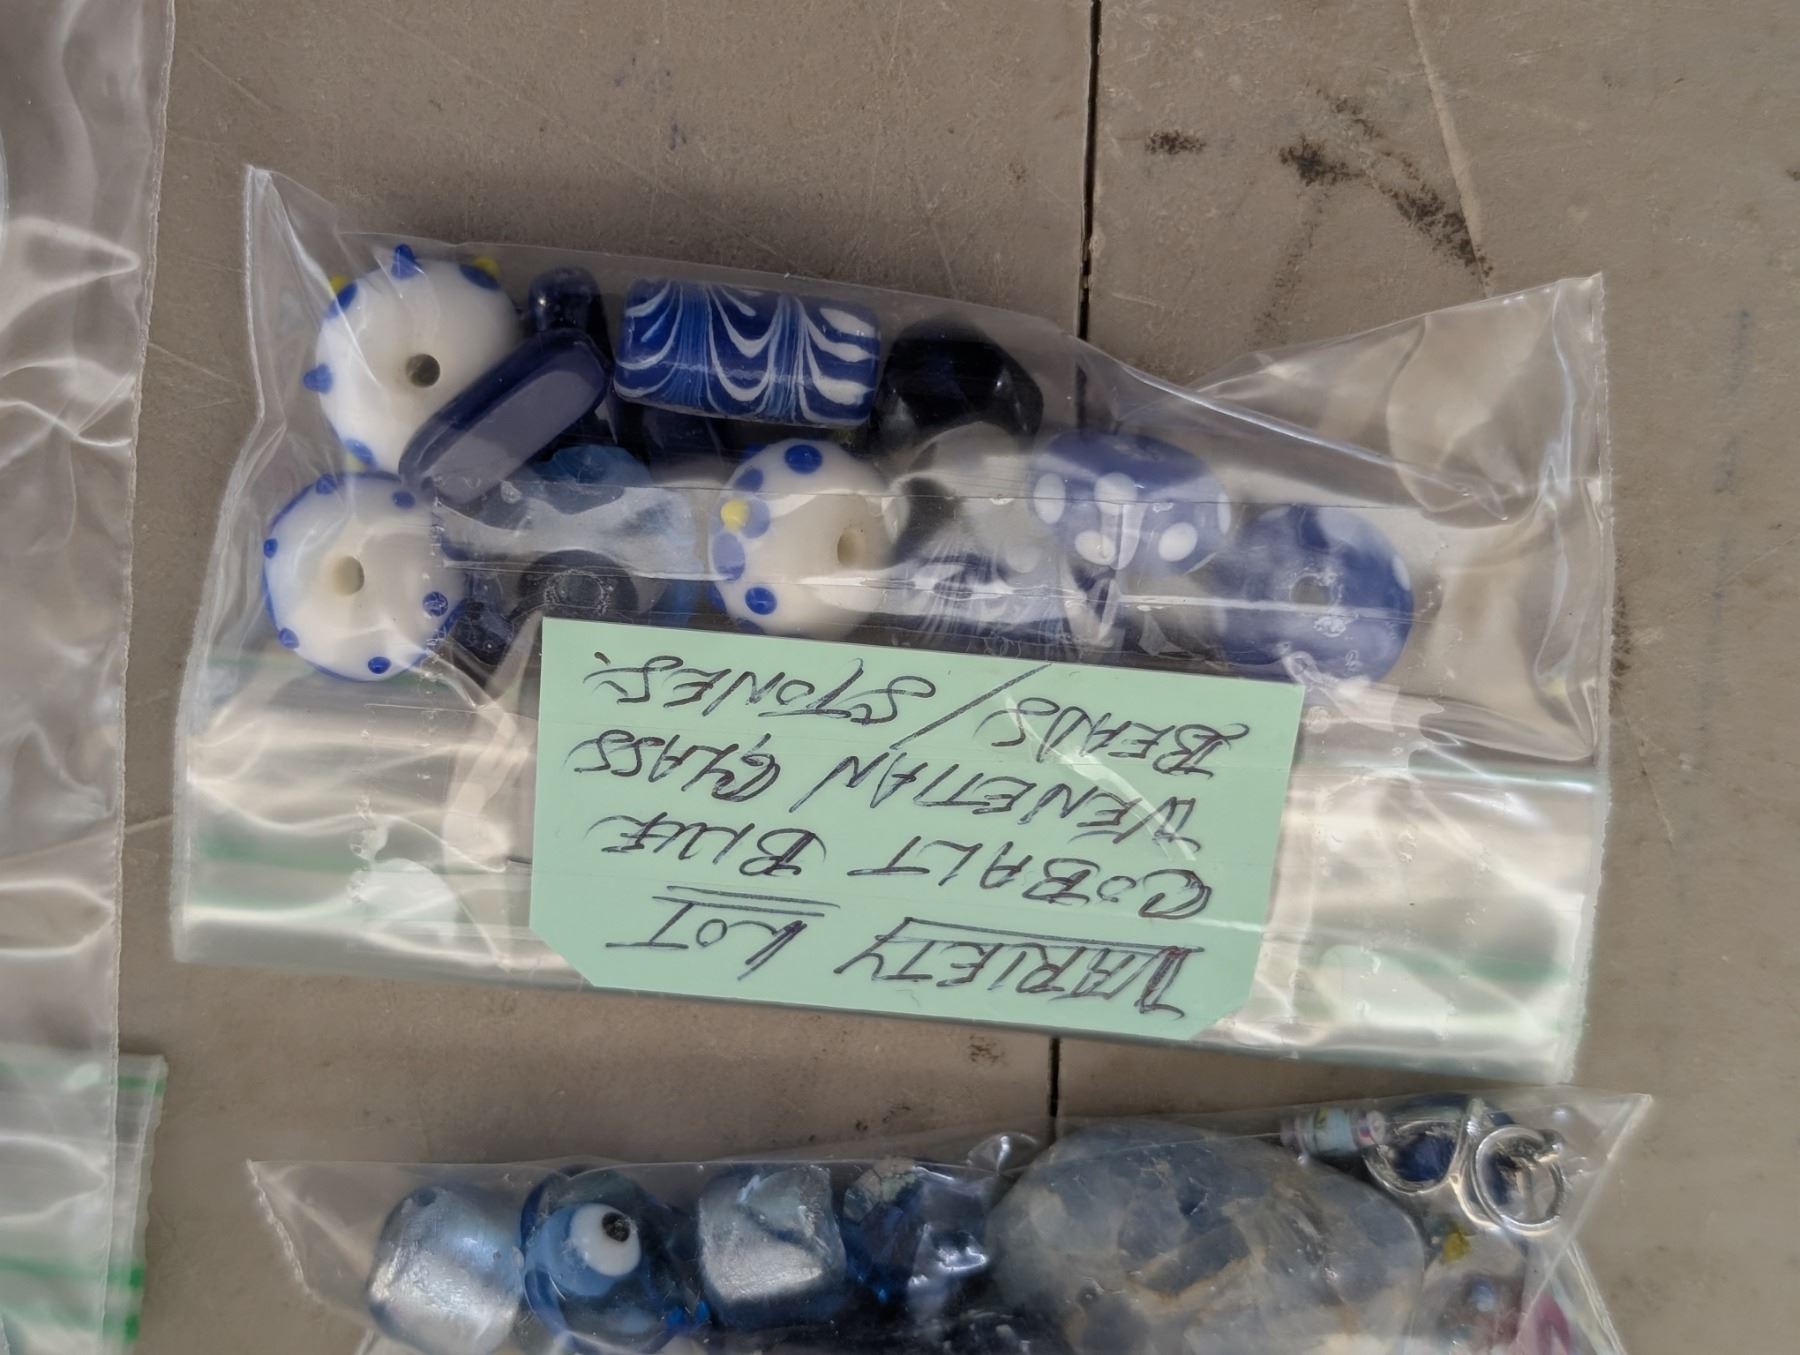 VARIETY LOT
COBALT BLUE
VENETIAN GLASS
BEADS / STONES.